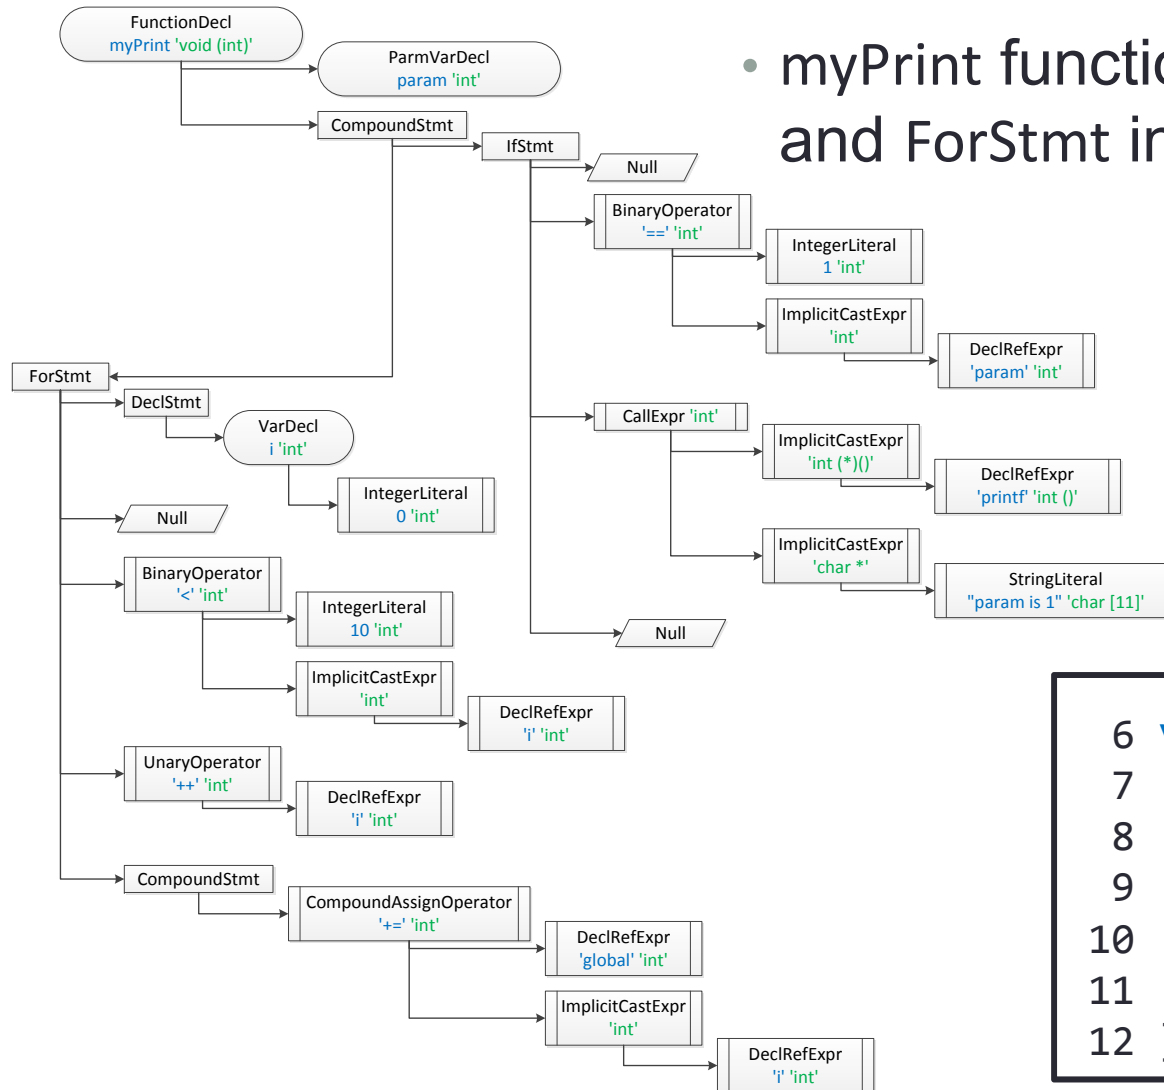 FunctionDecl
myPrint 'void (int)'
ParmVarDecl
param 'int'
CompoundStmt
IfStmt
Null
BinaryOperator
'==' 'int'
IntegerLiteral
1 'int'
ImplicitCastExpr
'int'
DeclRefExpr
'param' 'int'
CallExpr 'int'
ImplicitCastExpr
'int (*)()'
DeclRefExpr
'printf' 'int ()'
ImplicitCastExpr
'char *'
StringLiteral
"param is 1" 'char [11]'
Null
ForStmt
DeclStmt
VarDecl
i 'int'
IntegerLiteral
0 'int'
Null
BinaryOperator
'<' 'int'
IntegerLiteral
10 'int'
ImplicitCastExpr
'int'
DeclRefExpr
'i' 'int'
UnaryOperator
'++' 'int'
DeclRefExpr
'i' 'int'
CompoundStmt
CompoundAssignOperator
'+=' 'int'
DeclRefExpr
'global' 'int'
ImplicitCastExpr
'int'
DeclRefExpr
'i' 'int'
• myPrint
and ForStmt
6
7
8
9
10
11
12